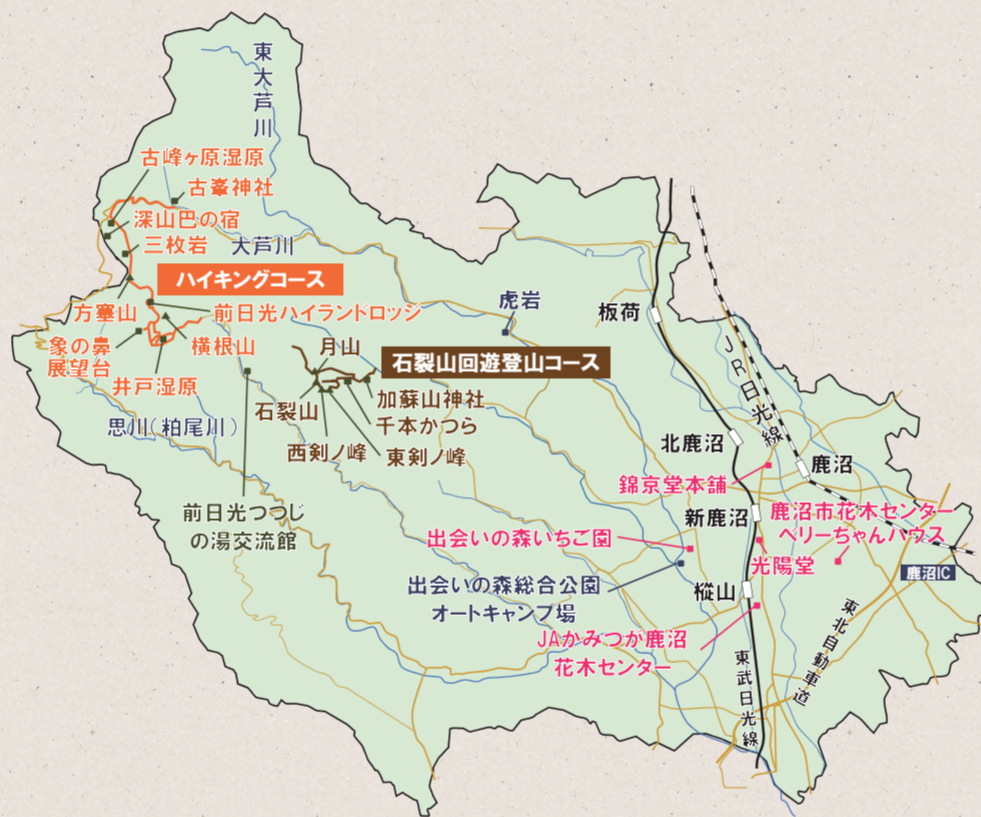 東大芦川
古峰ヶ原湿原
古峯神社
深山巴の宿
三枚岩
大芦川
ハイキングコース
方塞山
前日光ハイランドロッジ
象の鼻
展望台
横根山
井戸湿原
虎岩
板荷
月山
石裂山回遊登山コース
石裂山
加蘇山神社
千本かつら
西剣ノ峰
東剣ノ峰
思川(粕尾川)
前日光つつじ
の湯交流館
JR日光線
北鹿沼
鹿沼
錦京堂本舗
新鹿沼
鹿沼市花木センター
ベリーちゃんハウス
光陽堂
鹿沼IC
出会いの森いちご園
出会いの森総合公園
オートキャンプ場
樅山
JAかみつが鹿沼
花木センター
東武日光線
東北自動車道